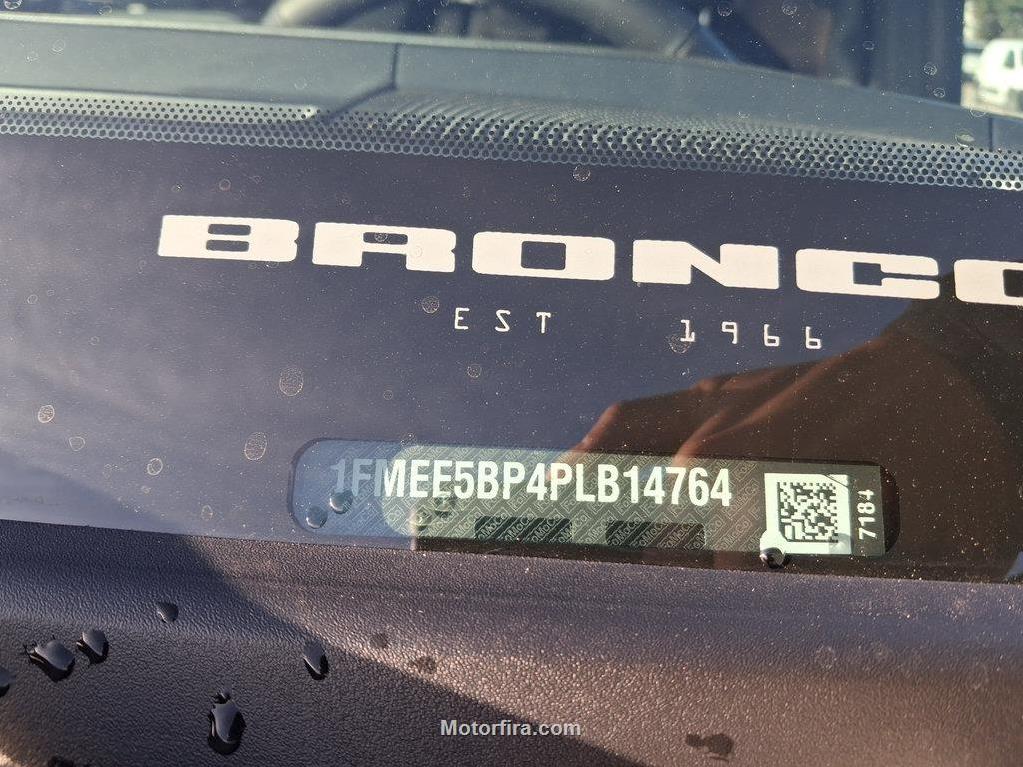 BRONCO
EST 1966
1FMEE5BP4PLB14764
7184
Motorfira.com